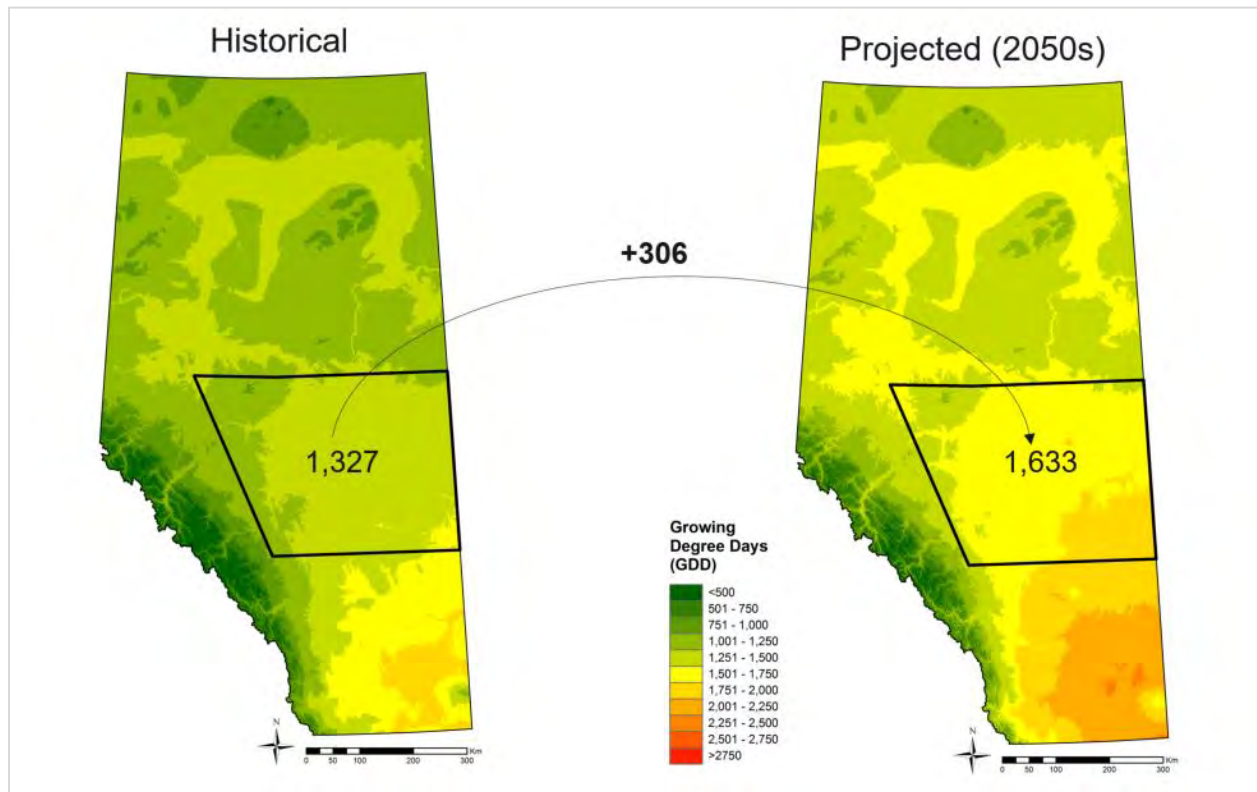 Historical
Projected (2050s)
+306
1,327
1,633
Growing
Degree Days
(GDD)
<500
501 - 750
751 - 1,000
1,001 - 1,250
1,251 - 1,500
1,501 - 1,750
1,751 - 2,000
2,001 - 2,250
2,251 - 2,500
2,501 - 2,750
>2750
N
Km
0 50 100 200 300
N
Km
0 50 100 200 300